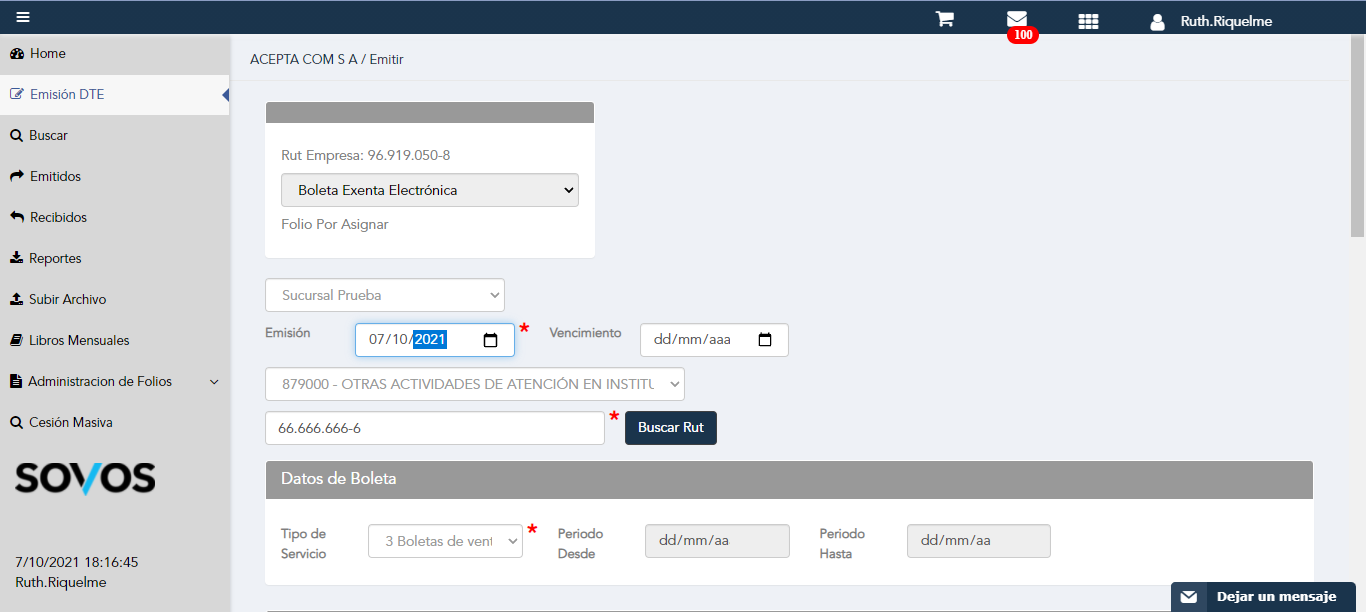 Ruth.Riquelme
100
Home
ACEPTA COM S A / Emitir
Emisión DTE
Buscar
Emitidos
Recibidos
Reportes
Subir Archivo
Libros Mensuales
Administracion de Folios
Cesión Masiva
SOVOS
7/10/2021 18:16:45
Ruth.Riquelme
Rut Empresa: 96.919.050-8
Boleta Exenta Electrónica
Folio Por Asignar
Sucursal Prueba
Emisión 07/10/2021 * Vencimiento dd/mm/aaa
879000 - OTRAS ACTIVIDADES DE ATENCIÓN EN INSTITU
66.666.666-6 * Buscar Rut
Datos de Boleta
Tipo de Servicio 3 Boletas de vent * Periodo Desde dd/mm/aa Periodo Hasta dd/mm/aa
Dejar un mensaje